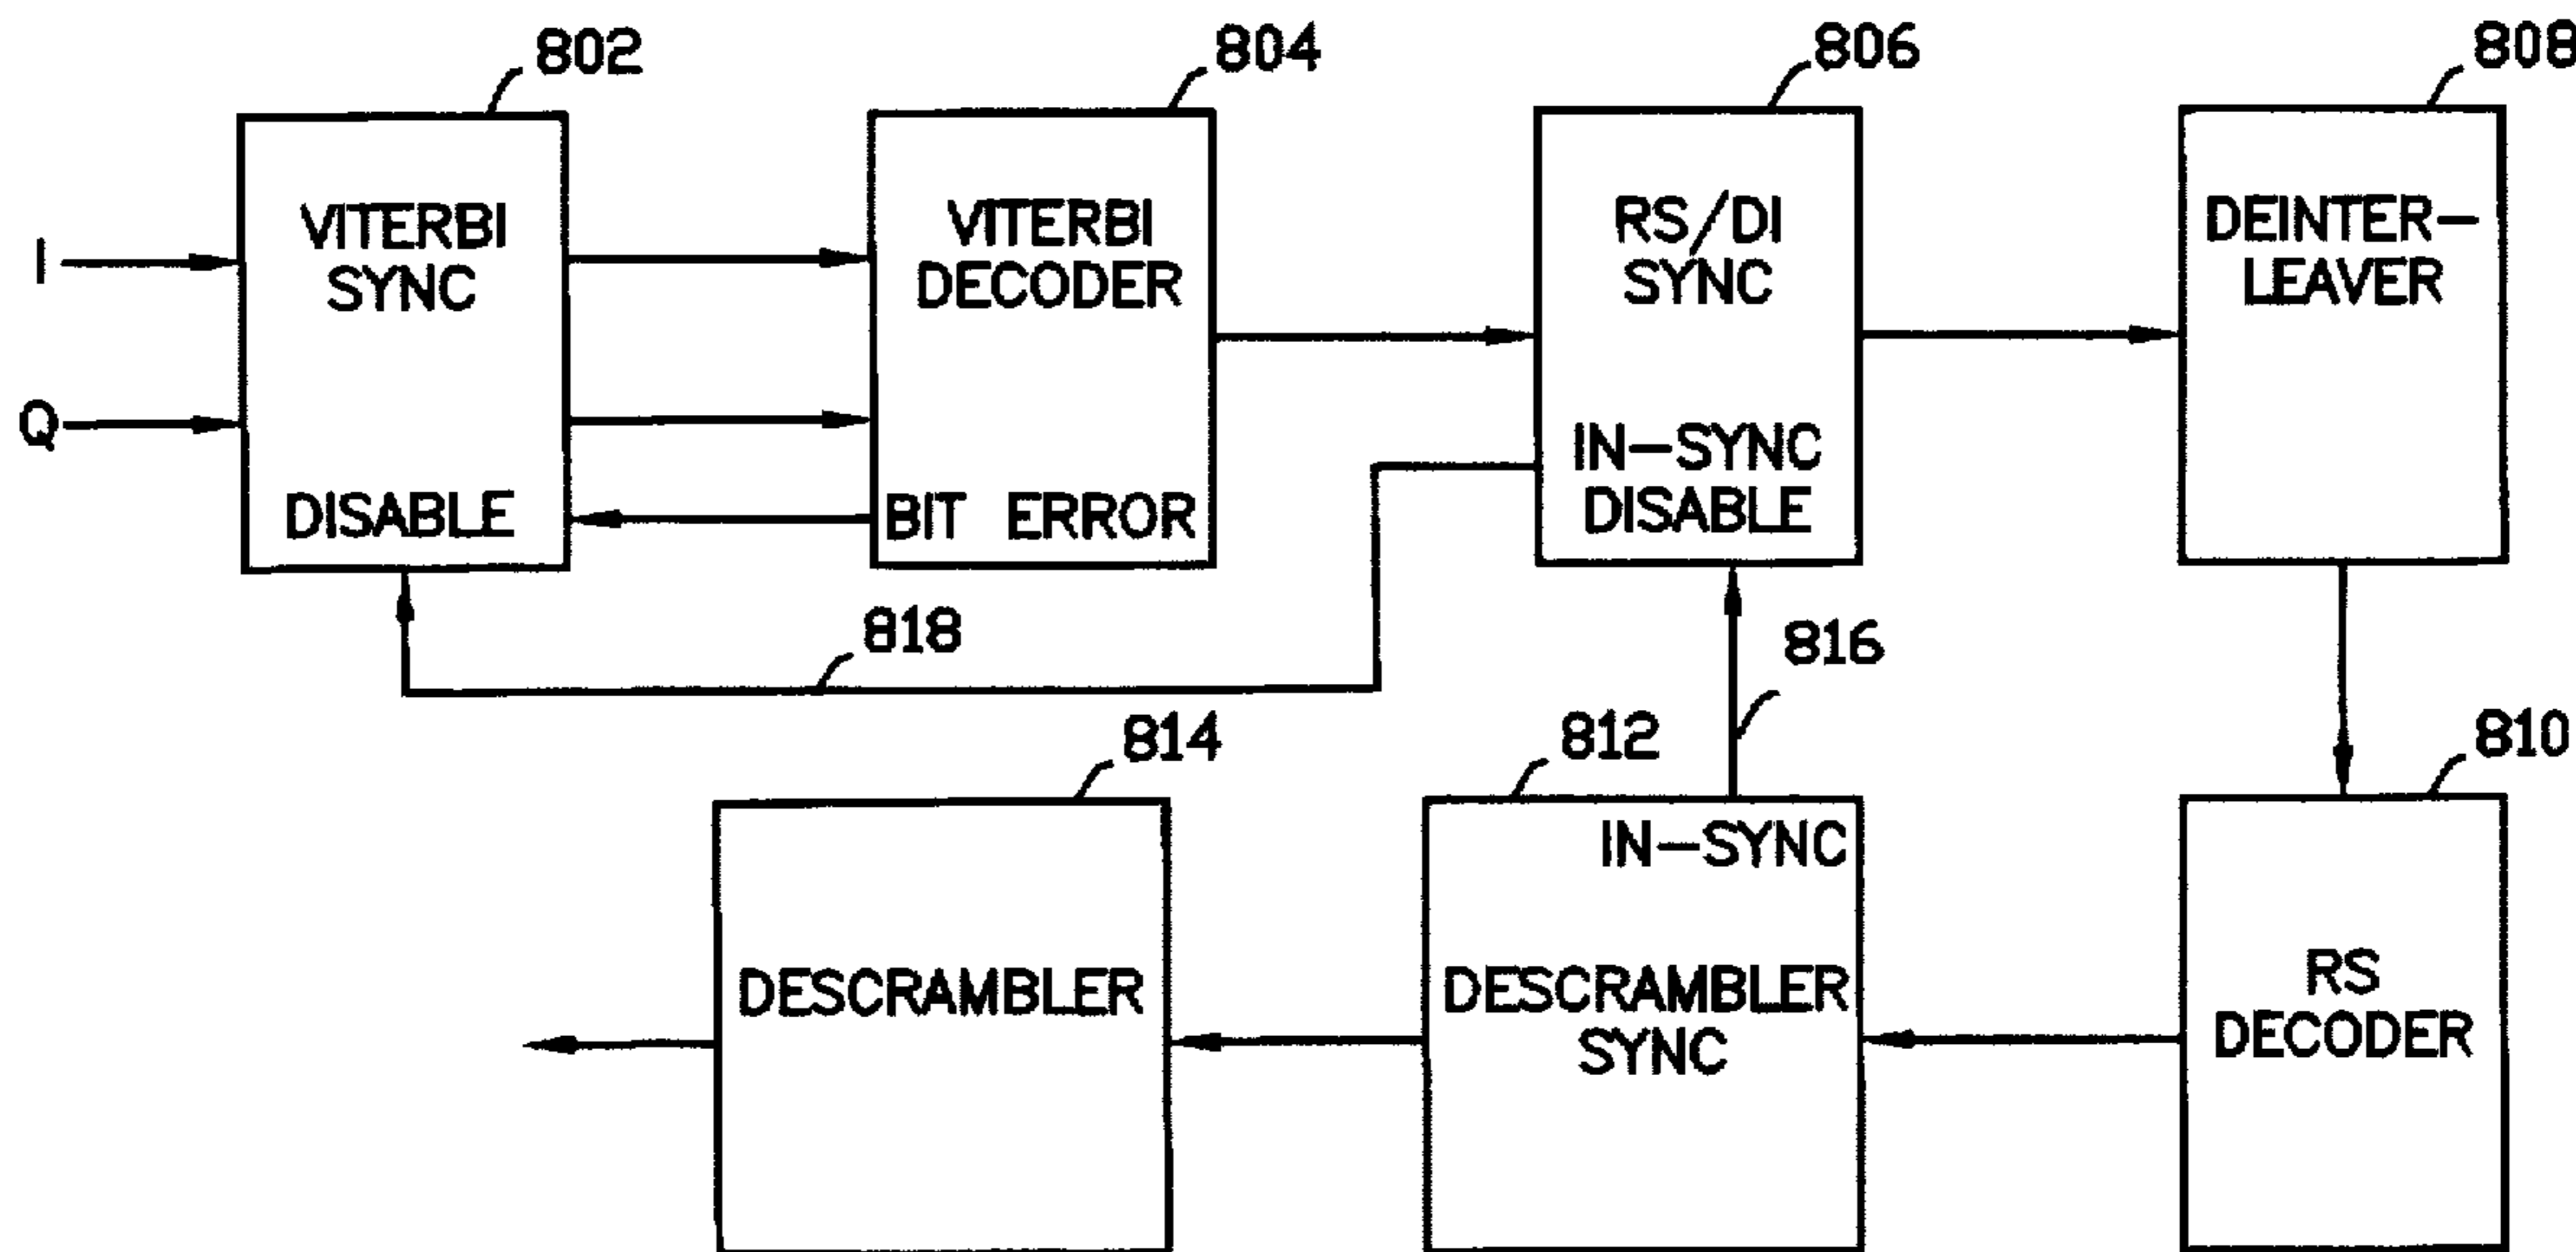 802
804
806
808
I
Q
VITERBI
SYNC
DISABLE
VITERBI
DECODER
BIT ERROR
RS/DI
SYNC
IN-SYNC
DISABLE
DEINTER-
LEAVER
818
816
814
812
810
DESCRAMBLER
IN-SYNC
DESCRAMBLER
SYNC
RS
DECODER